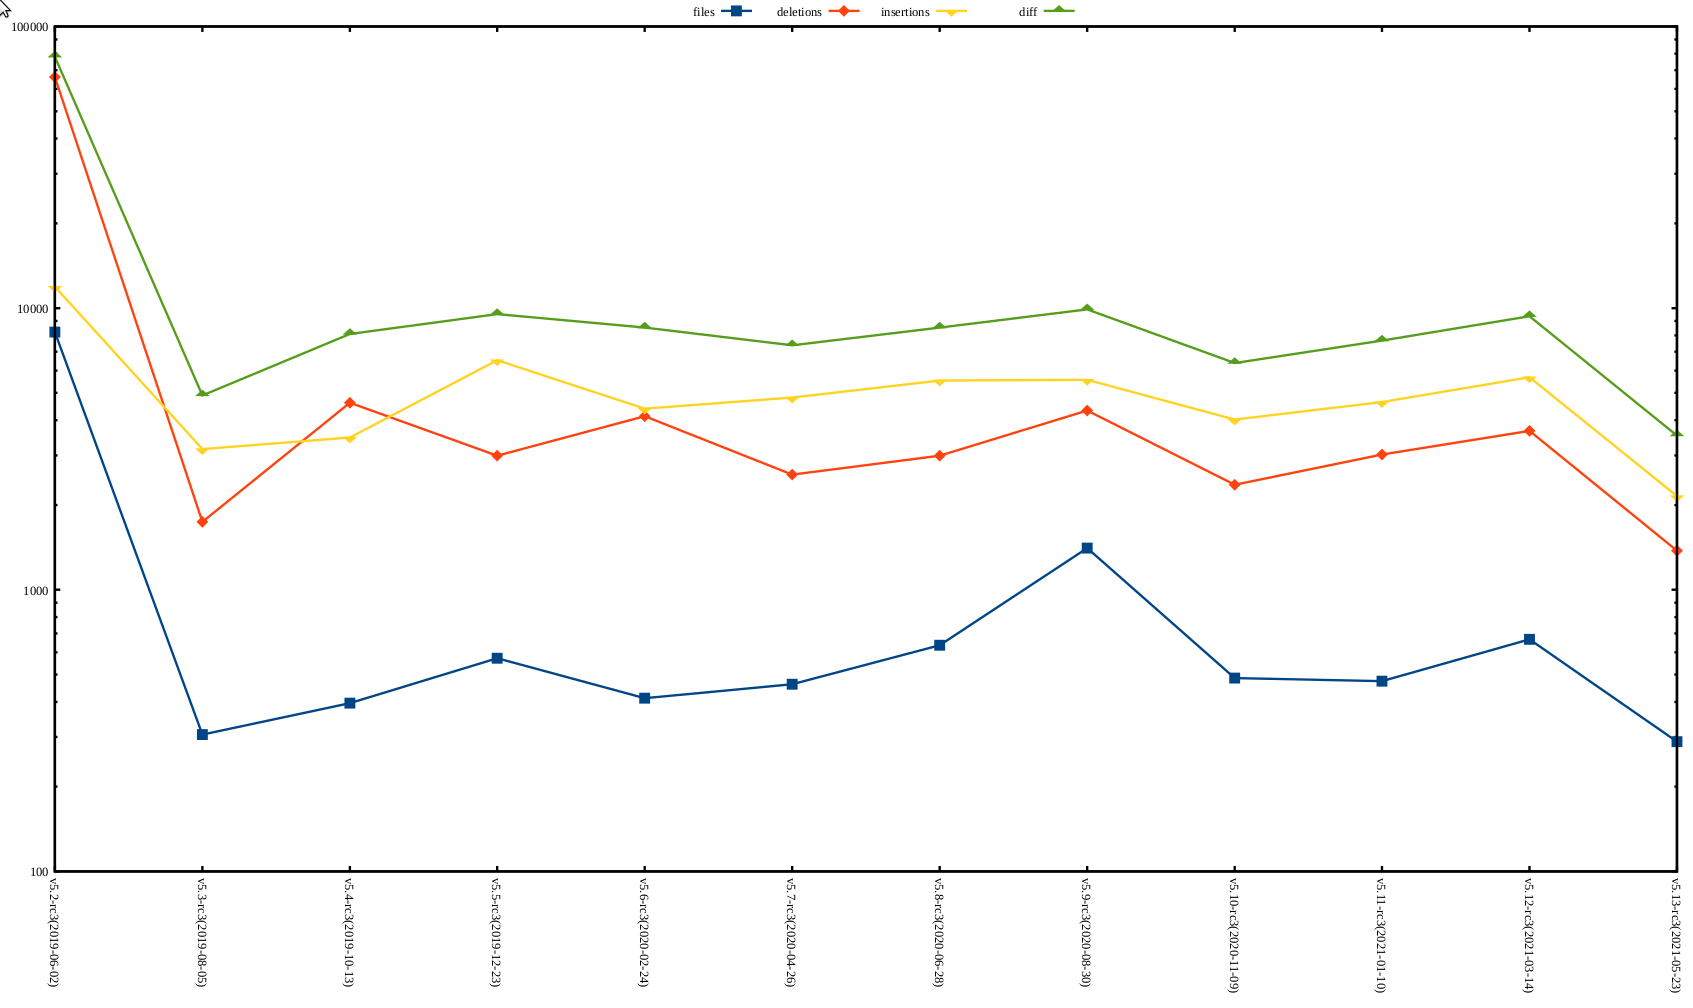 files deletions insertions diff
100000
10000
1000
100
v5.2-rc3(2019-06-02)
v5.3-rc3(2019-08-05)
v5.4-rc3(2019-10-13)
v5.5-rc3(2019-12-23)
v5.6-rc3(2020-02-24)
v5.7-rc3(2020-04-26)
v5.8-rc3(2020-06-28)
v5.9-rc3(2020-08-30)
v5.10-rc3(2020-11-09)
v5.11-rc3(2021-01-10)
v5.12-rc3(2021-03-14)
v5.13-rc3(2021-05-23)